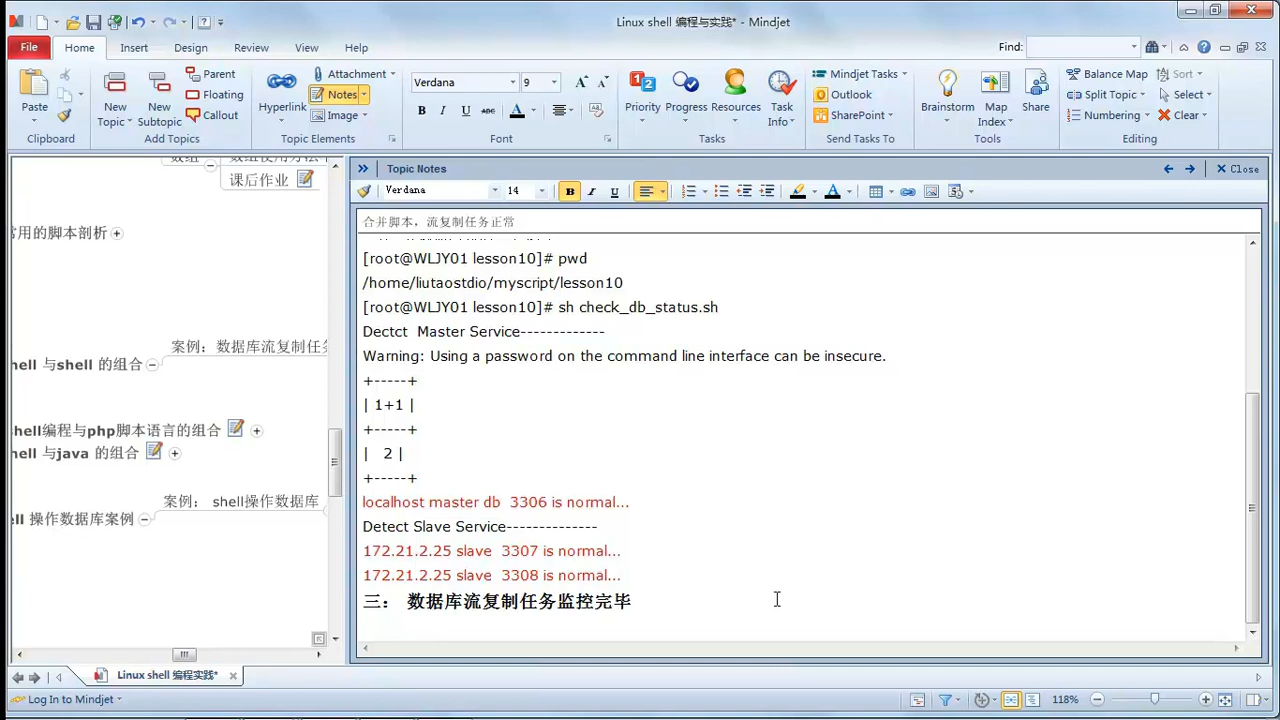 Linux shell 编程与实践* - Mindjet
File Home Insert Design Review View Help Find:
Paste
Clipboard
New Topic
New Subtopic
Parent
Floating
Callout
Add Topics
Hyperlink
Attachment
Notes
Image
Topic Elements
Verdana 9
B I U abc A
Font
Priority
Progress
Resources
Task Info
Tasks
Mindjet Tasks
Outlook
SharePoint
Send Tasks To
Brainstorm
Map Index
Share
Tools
Balance Map
Split Topic
Numbering
Sort
Select
Clear
Editing
课后作业
常用的脚本剖析
案例：数据库流复制任务
hell 与shell 的组合
shell编程与php脚本语言的组合
hell 与java 的组合
案例： shell操作数据库
ell 操作数据库案例
Topic Notes
Close
Verdana 14
B I U
合并脚本，流复制任务正常
[root@WLJY01 lesson10]# pwd
/home/liutaostdio/myscript/lesson10
[root@WLJY01 lesson10]# sh check_db_status.sh
Dectct  Master Service-------------
Warning: Using a password on the command line interface can be insecure.
+-----+
| 1+1 |
+-----+
|   2 |
+-----+
localhost master db  3306 is normal...
Detect Slave Service--------------
172.21.2.25 slave  3307 is normal...
172.21.2.25 slave  3308 is normal...
三： 数据库流复制任务监控完毕
Linux shell 编程实践*
Log In to Mindjet
118%